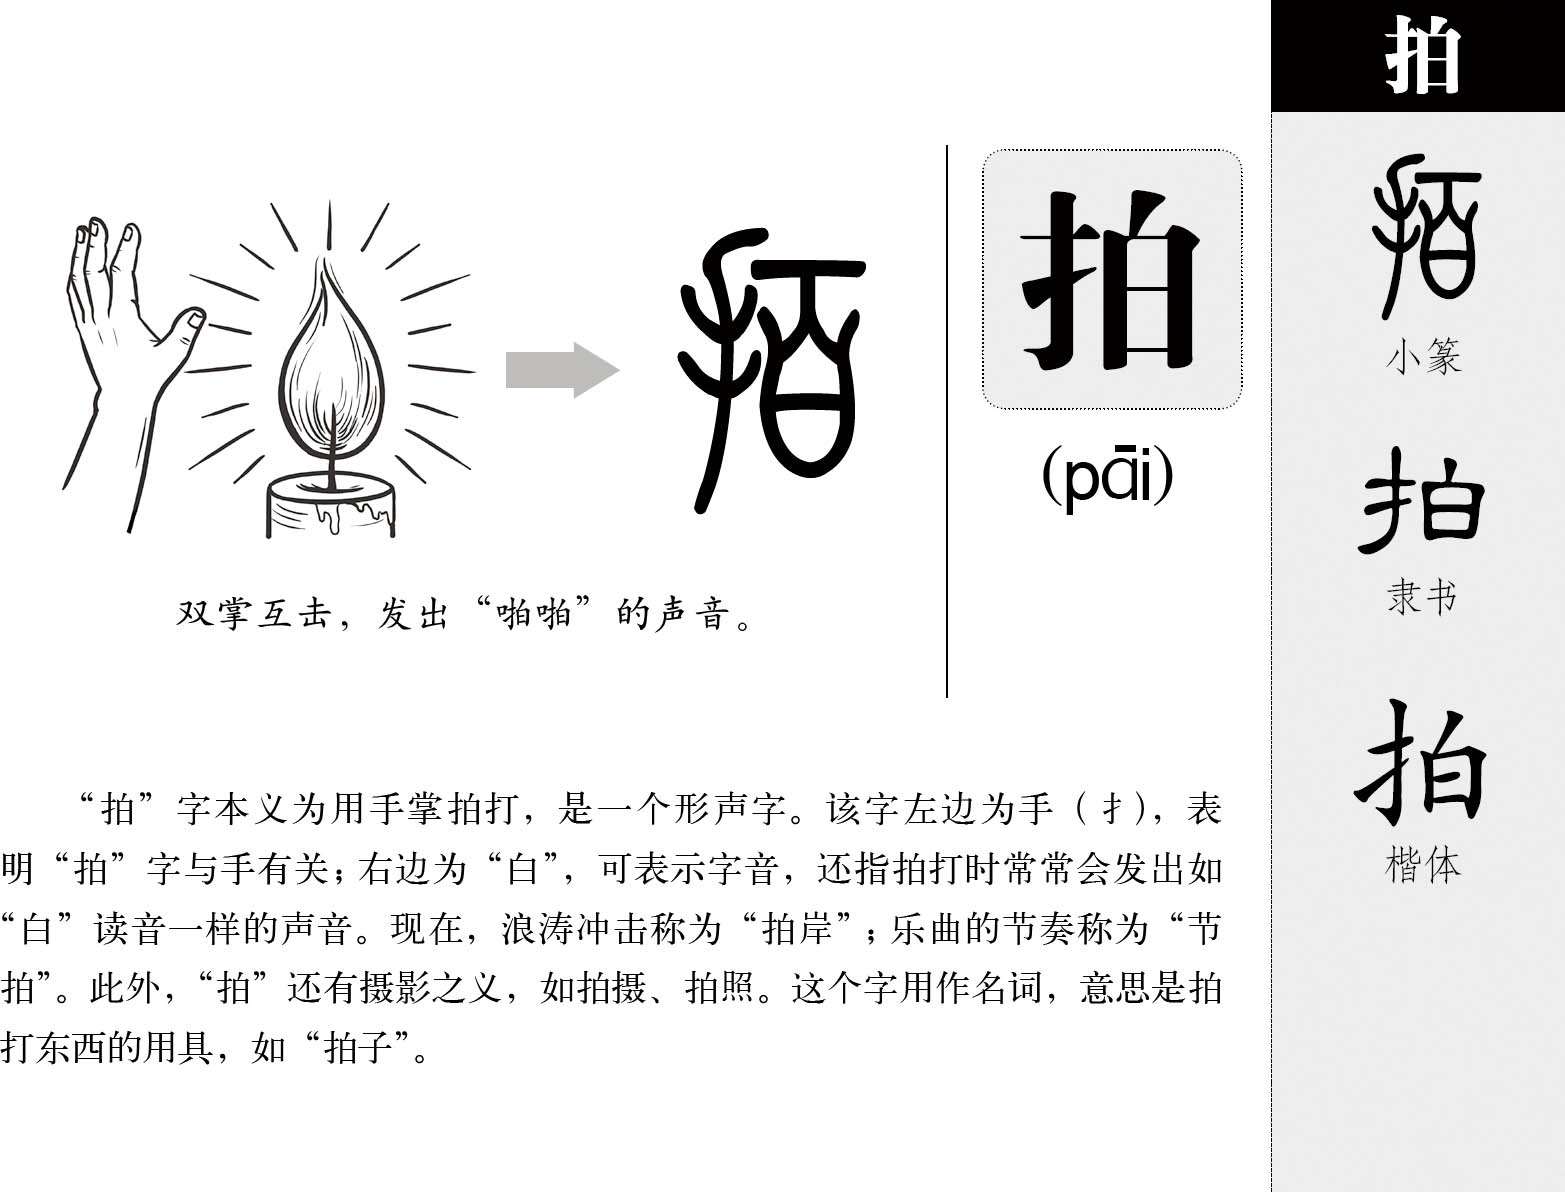 拍
拍
(pāi)
双掌互击，发出“啪啪”的声音。
“拍”字本义为用手掌拍打，是一个形声字。该字左边为手（扌），表
明“拍”字与手有关；右边为“白”，可表示字音，还指拍打时常常会发出如
“白”读音一样的声音。现在，浪涛冲击称为“拍岸”；乐曲的节奏称为“节
拍”。此外，“拍”还有摄影之义，如拍摄、拍照。这个字用作名词，意思是拍
打东西的用具，如“拍子”。
拍
小篆
拍
隶书
拍
楷体